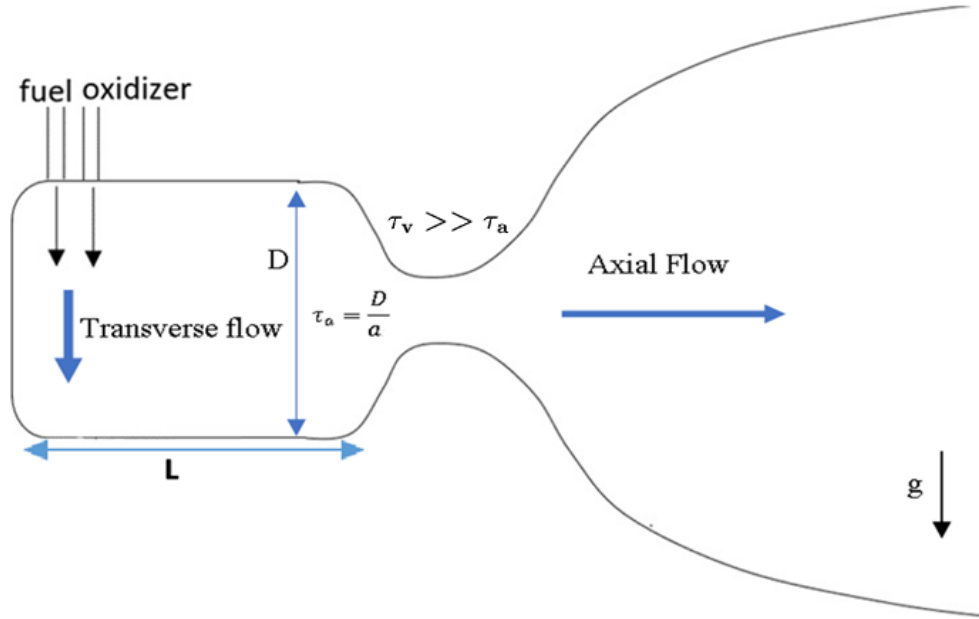 fuel oxidizer
τᵥ >> τₐ
D
Axial Flow
τₐ = D/a
Transverse flow
L
g